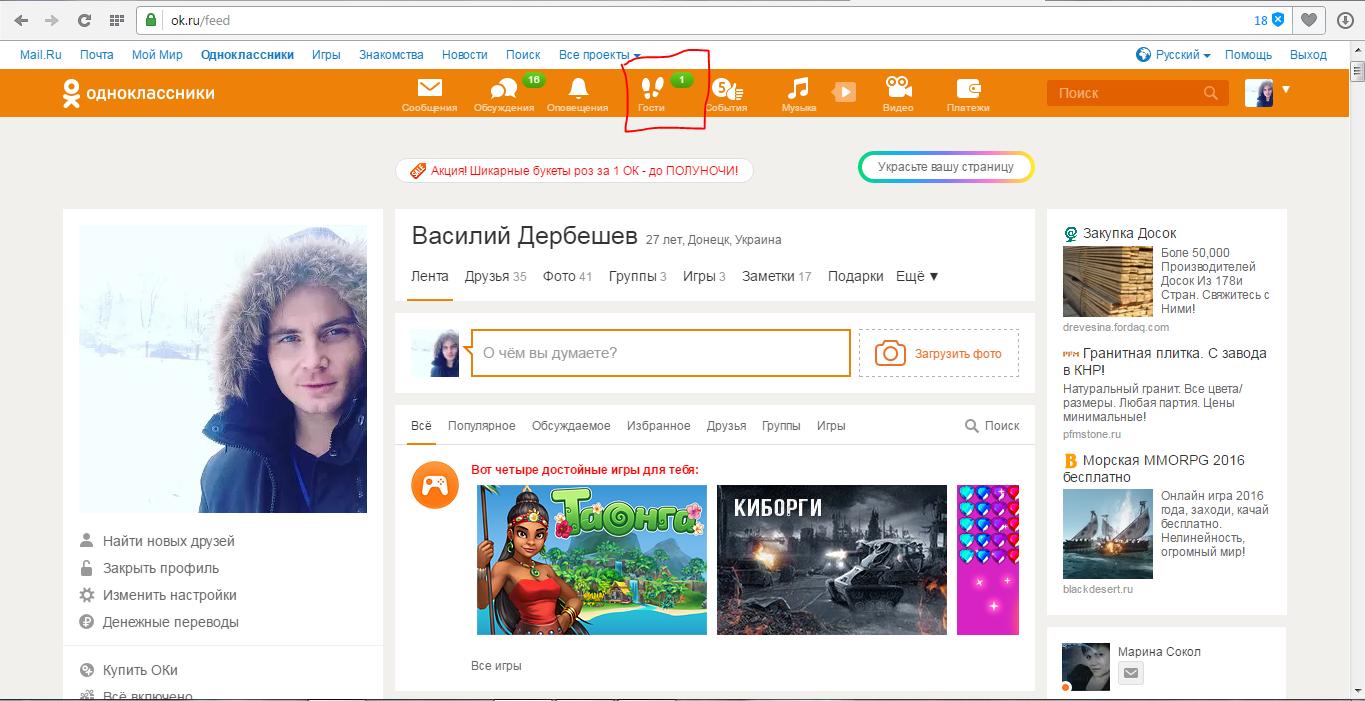 ok.ru/feed
18
Mail.Ru Почта Мой Мир Одноклассники Игры Знакомства Новости Поиск Все проекты Русский Помощь Выход
одноклассники
16 1 5
Сообщения Обсуждения Оповещения Гости События Музыка Видео Платежи
Поиск
Акция! Шикарные букеты роз за 1 ОК - до ПОЛУНОЧИ!
Украсьте вашу страницу
Василий Дербешев 27 лет, Донецк, Украина
Лента Друзья 35 Фото 41 Группы 3 Игры 3 Заметки 17 Подарки Ещё ▼
О чём вы думаете?
Загрузить фото
Всё Популярное Обсуждаемое Избранное Друзья Группы Игры Поиск
Вот четыре достойные игры для тебя:
Таонга
КИБОРГИ
Все игры
Найти новых друзей
Закрыть профиль
Изменить настройки
Денежные переводы
Купить ОКи
Всё включено
Закупка Досок
Боле 50,000
Производителей
Досок Из 178и
Стран. Свяжитесь с
Ними!
drevesina.fordaq.com
PFM Гранитная плитка. С завода
в КНР!
Натуральный гранит. Все цвета/
размеры. Любая партия. Цены
минимальные!
pfmstone.ru
Морская MMORPG 2016
бесплатно
Онлайн игра 2016
года, заходи, качай
бесплатно.
Нелинейность,
огромный мир!
blackdesert.ru
Марина Сокол